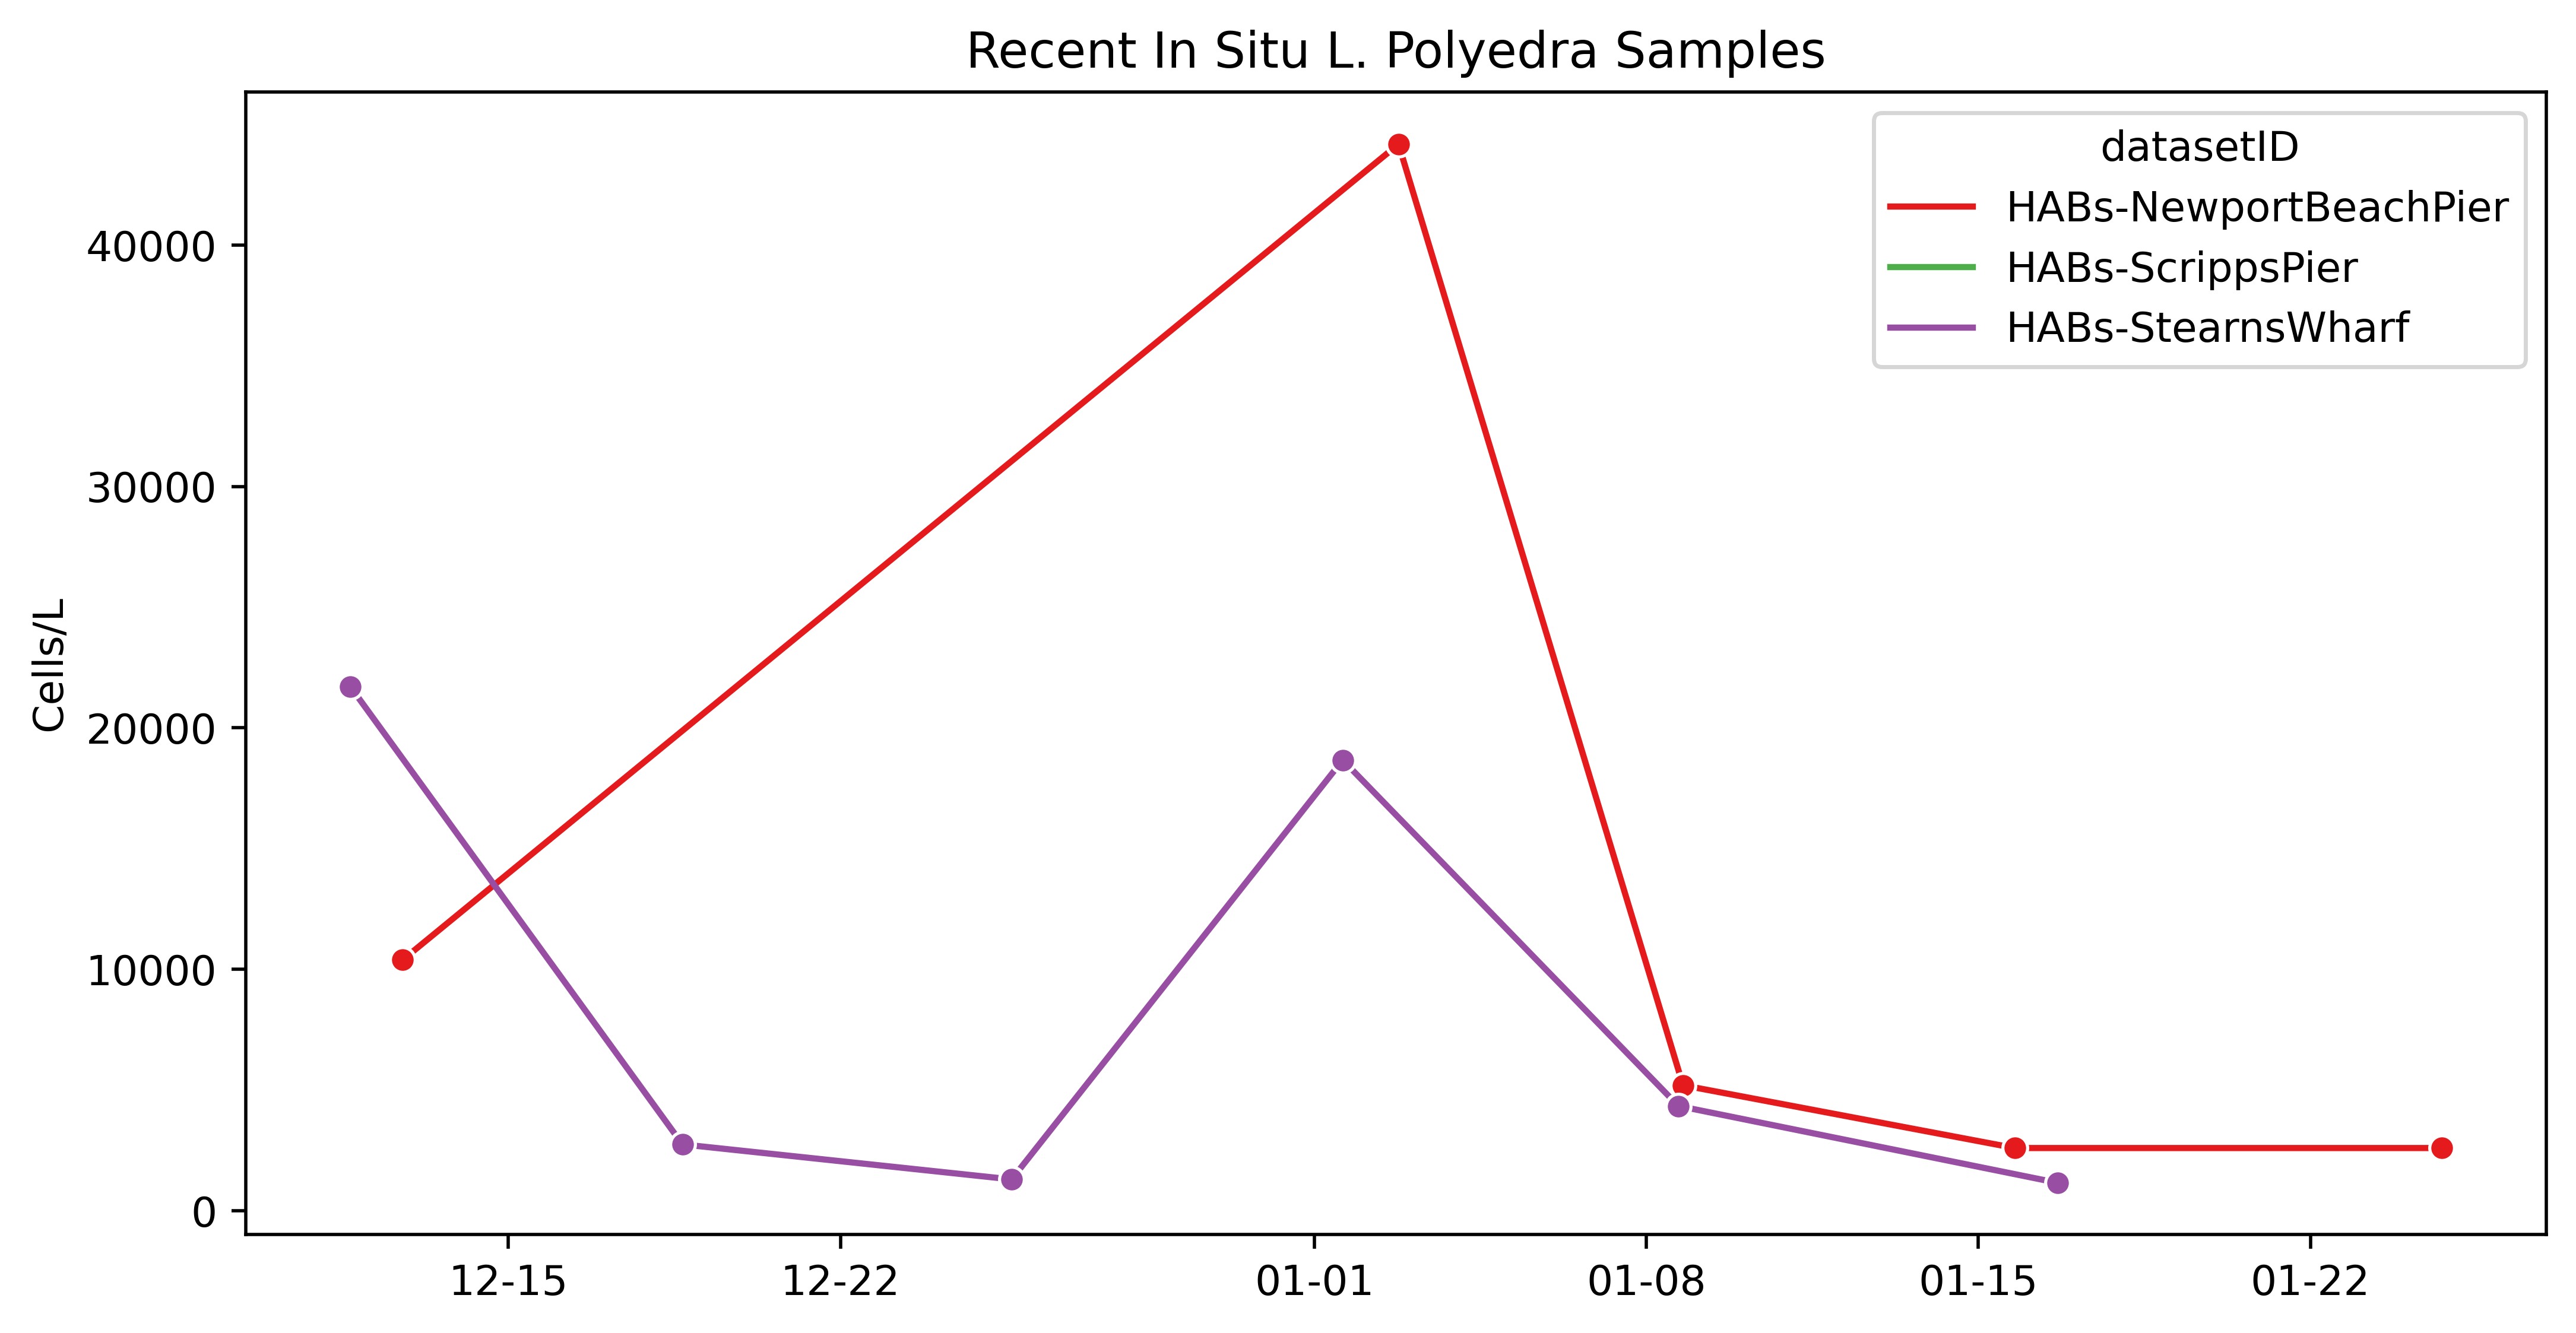 Recent In Situ L. Polyedra Samples
datasetID
HABs-NewportBeachPier
HABs-ScrippsPier
HABs-StearnsWharf
Cells/L
40000
30000
20000
10000
0
12-15 12-22 01-01 01-08 01-15 01-22